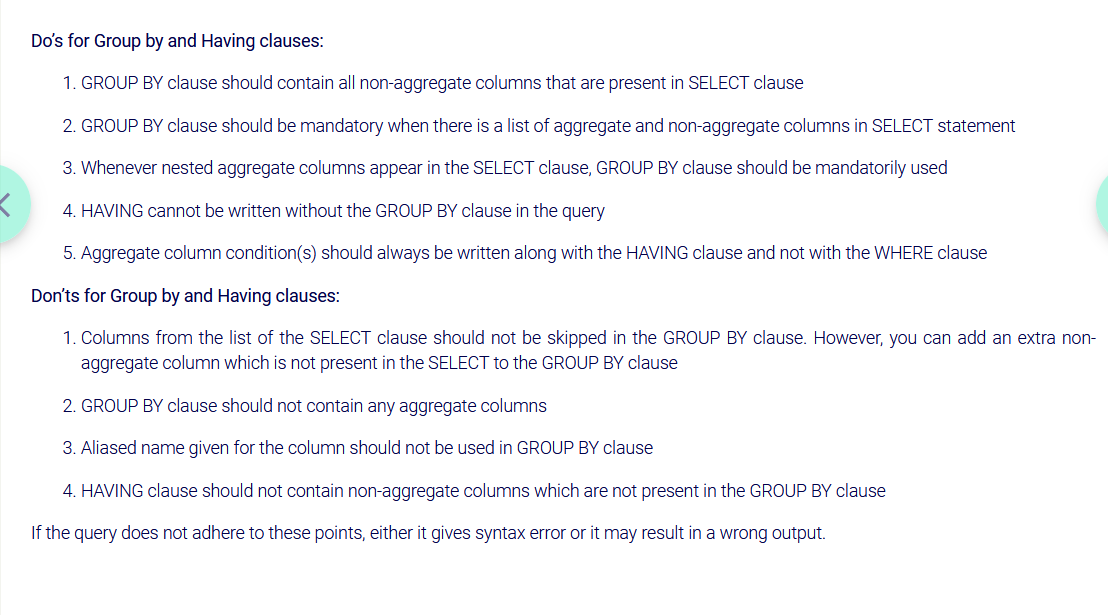 Do's for Group by and Having clauses:
1. GROUP BY clause should contain all non-aggregate columns that are present in SELECT clause
2. GROUP BY clause should be mandatory when there is a list of aggregate and non-aggregate columns in SELECT statement
3. Whenever nested aggregate columns appear in the SELECT clause, GROUP BY clause should be mandatorily used
4. HAVING cannot be written without the GROUP BY clause in the query
5. Aggregate column condition(s) should always be written along with the HAVING clause and not with the WHERE clause
Don'ts for Group by and Having clauses:
1. Columns from the list of the SELECT clause should not be skipped in the GROUP BY clause. However, you can add an extra non-
aggregate column which is not present in the SELECT to the GROUP BY clause
2. GROUP BY clause should not contain any aggregate columns
3. Aliased name given for the column should not be used in GROUP BY clause
4. HAVING clause should not contain non-aggregate columns which are not present in the GROUP BY clause
If the query does not adhere to these points, either it gives syntax error or it may result in a wrong output.